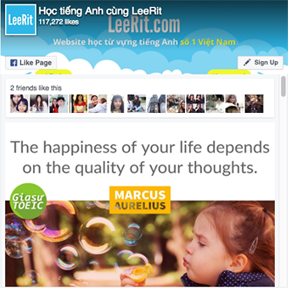 LeeRit
Học tiếng Anh cùng LeeRit
117,272 likes
LeeRit.com
Website học từ vựng tiếng Anh số 1 Việt Nam
Like Page
Sign Up
2 friends like this
The happiness of your life depends
on the quality of your thoughts.
Giasư
TOEIC
MARCUS
AURELIUS